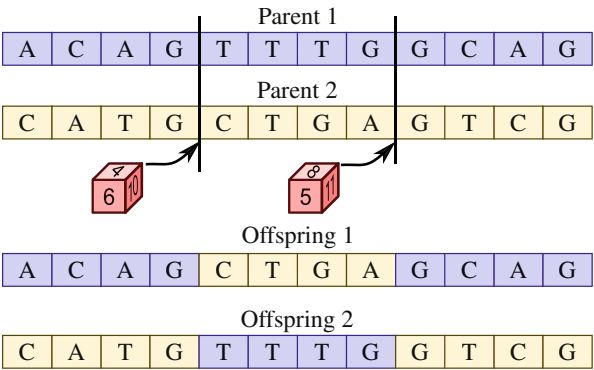 Parent 1
A C A G T T T G G C A G
Parent 2
C A T G C T G A G T C G
4 8
6 10 5 11
Offspring 1
A C A G C T G A G C A G
Offspring 2
C A T G T T T G G T C G